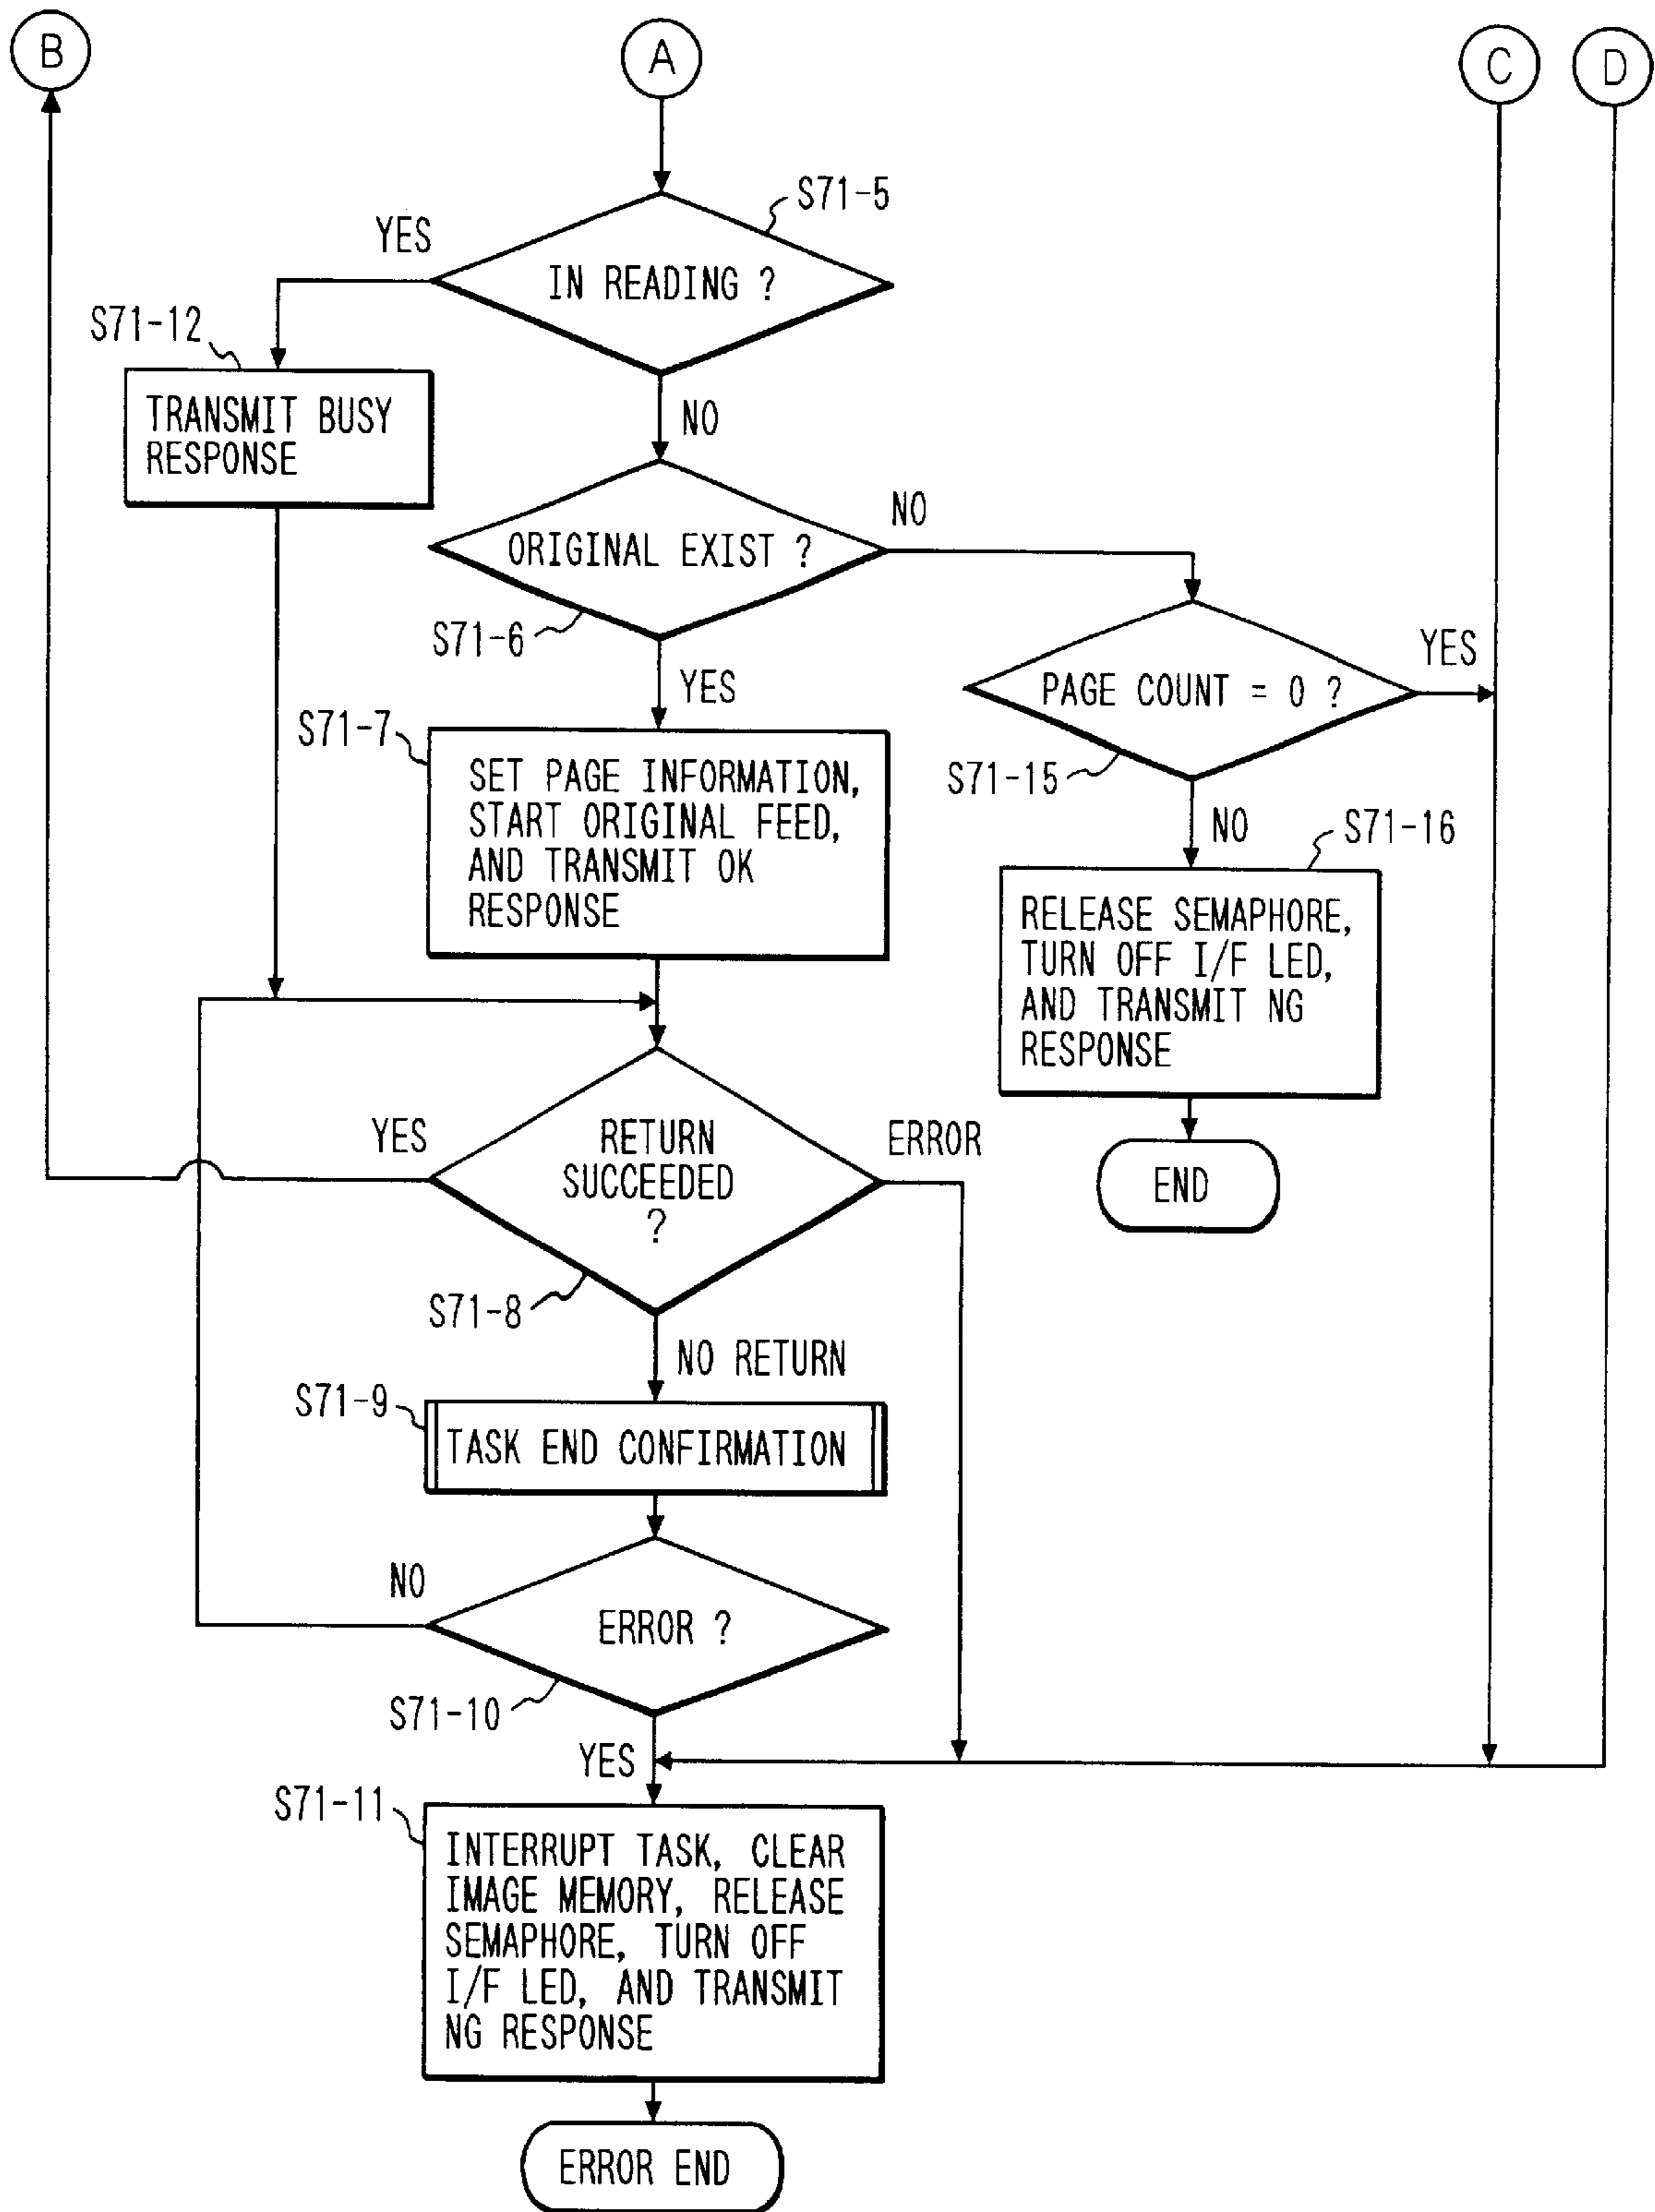 B
A
C
D
S71-5
YES
IN READING ?
S71-12
TRANSMIT BUSY
RESPONSE
NO
ORIGINAL EXIST ?
NO
S71-6
YES
PAGE COUNT = 0 ?
YES
S71-15
S71-7
SET PAGE INFORMATION,
START ORIGINAL FEED,
AND TRANSMIT OK
RESPONSE
NO
S71-16
RELEASE SEMAPHORE,
TURN OFF I/F LED,
AND TRANSMIT NG
RESPONSE
END
YES
RETURN
SUCCEEDED
?
ERROR
S71-8
NO RETURN
S71-9
TASK END CONFIRMATION
NO
ERROR ?
S71-10
YES
S71-11
INTERRUPT TASK, CLEAR
IMAGE MEMORY, RELEASE
SEMAPHORE, TURN OFF
I/F LED, AND TRANSMIT
NG RESPONSE
ERROR END